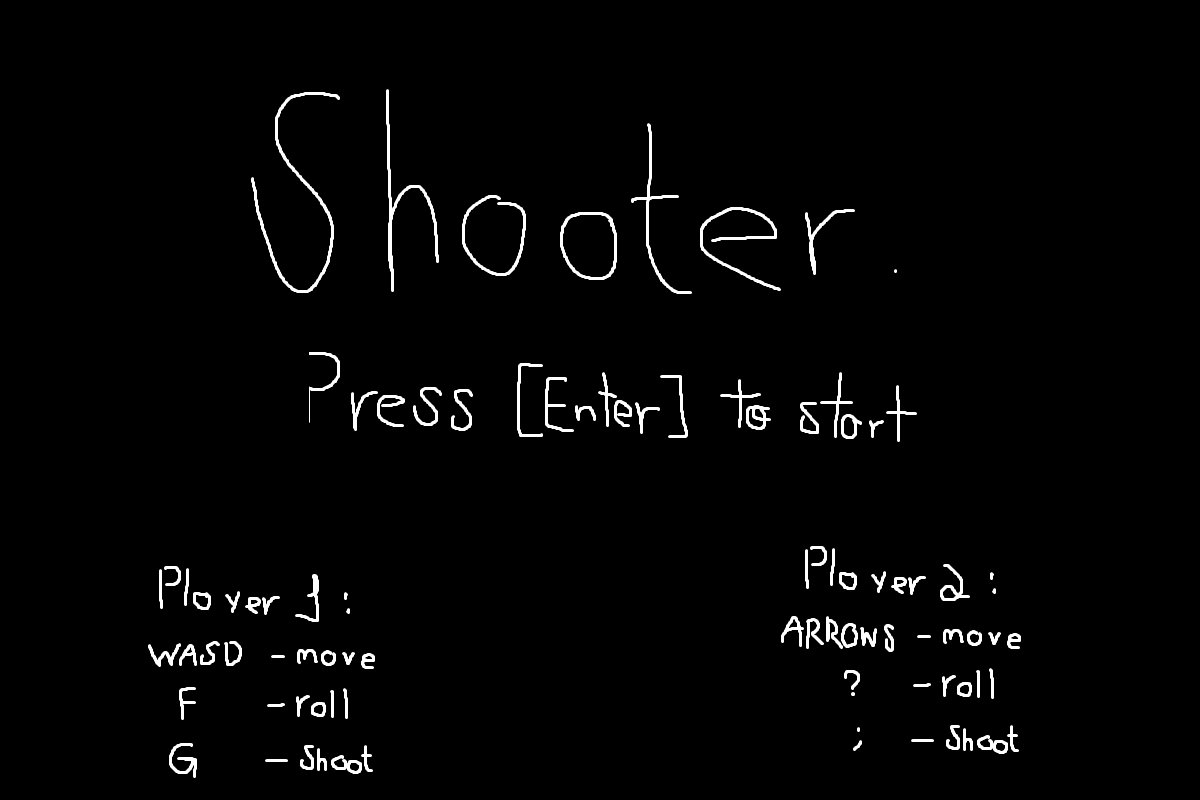 Shooter.
Press [Enter] to start
Player 1:
WASD - move
F - roll
G - Shoot
Player 2:
ARROWS - move
? - roll
; - Shoot